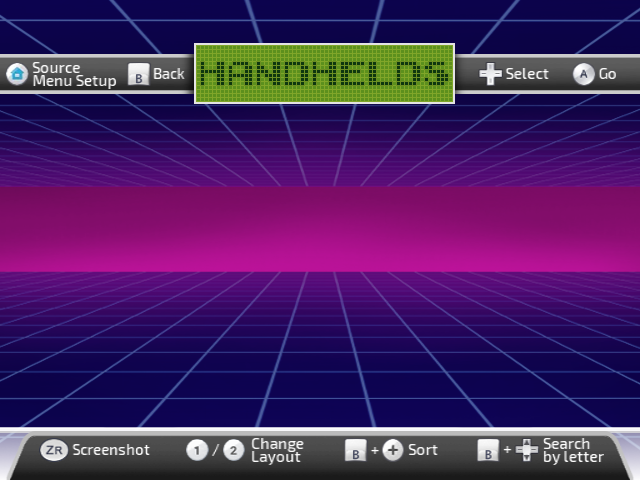 HANDHELDS
Source
Menu Setup
B Back
Select
A Go
ZR Screenshot
1 / 2 Change
Layout
B + + Sort
B + Search
by letter